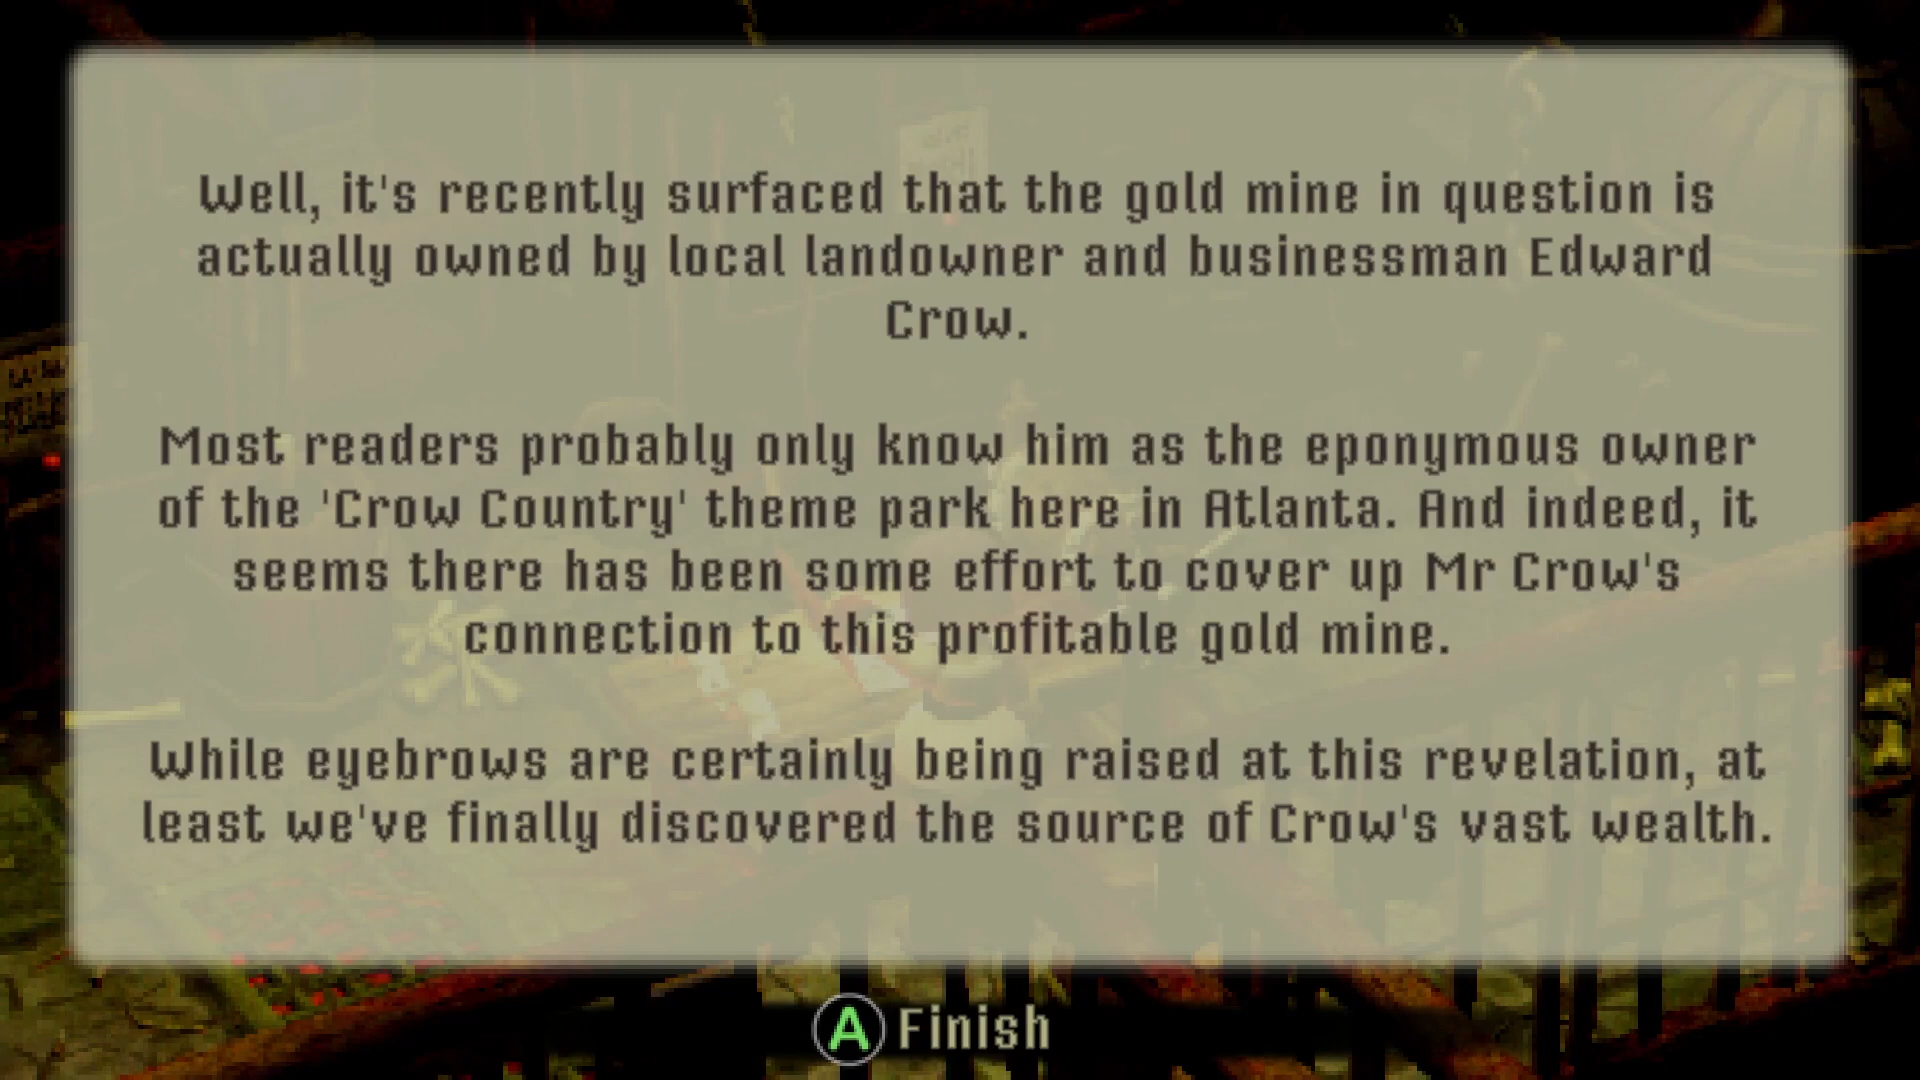 Well, it's recently surfaced that the gold mine in question is
actually owned by local landowner and businessman Edward
Crow.
Most readers probably only know him as the eponymous owner
of the 'Crow Country' theme park here in Atlanta. And indeed, it
seems there has been some effort to cover up Mr Crow's
connection to this profitable gold mine.
While eyebrows are certainly being raised at this revelation, at
least we've finally discovered the source of Crow's vast wealth.
A Finish